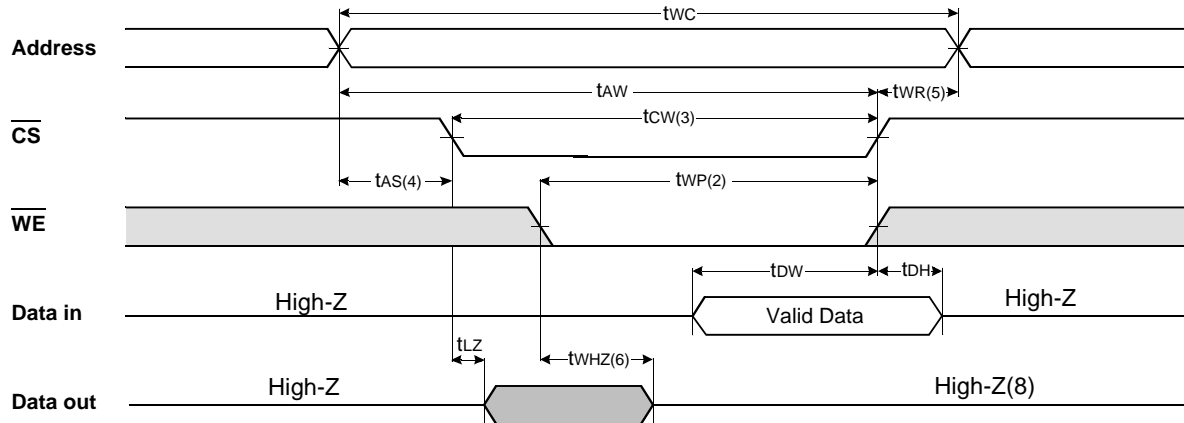 tWC
Address
tAW
tWR(5)
CS
tCW(3)
tAS(4)
tWP(2)
WE
tDW
tDH
Data in
High-Z
Valid Data
High-Z
tLZ
tWHZ(6)
Data out
High-Z
High-Z(8)